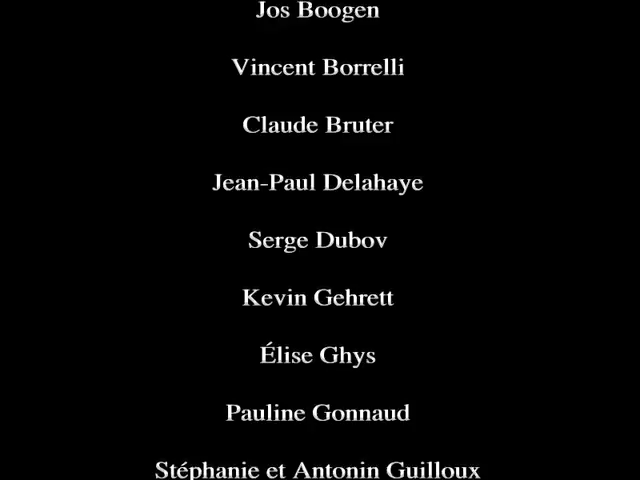 Jos Boogen
Vincent Borrelli
Claude Bruter
Jean-Paul Delahaye
Serge Dubov
Kevin Gehrett
Élise Ghys
Pauline Gonnaud
Stéphanie et Antonin Guilloux